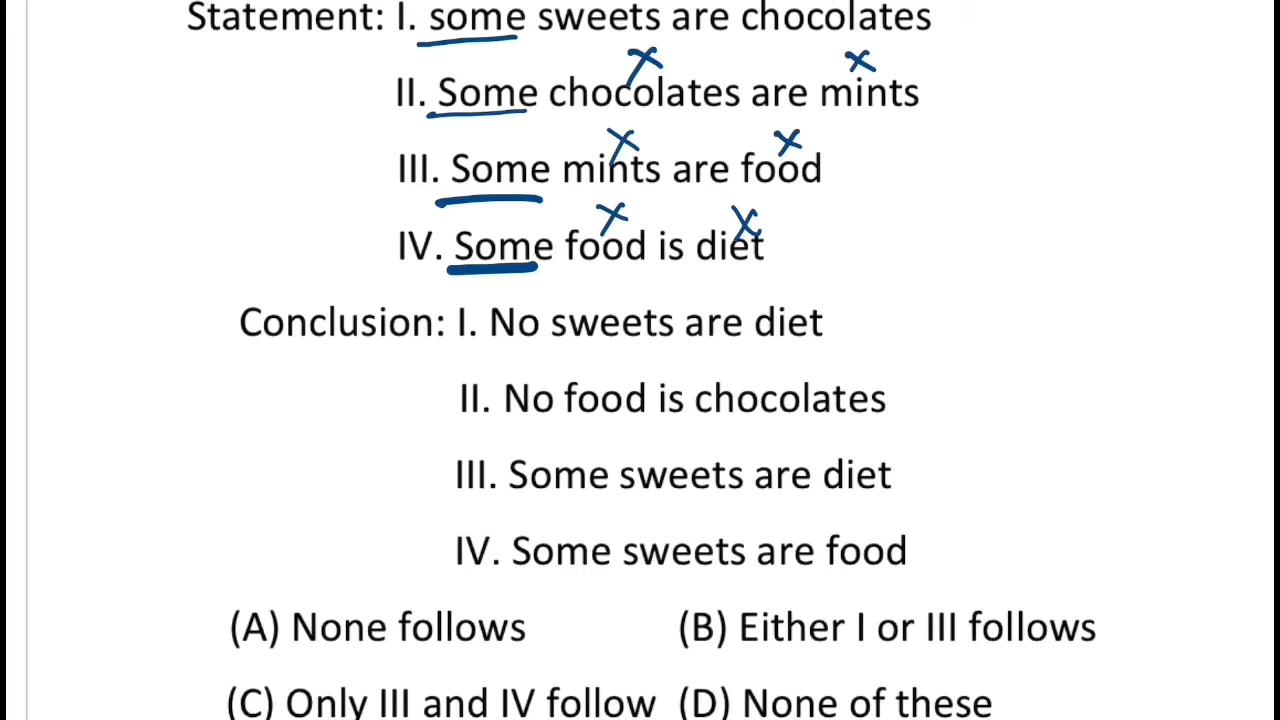 Statement: I. some sweets are chocolates
II. Some chocolates are mints
III. Some mints are food
IV. Some food is diet
Conclusion: I. No sweets are diet
II. No food is chocolates
III. Some sweets are diet
IV. Some sweets are food
(A) None follows (B) Either I or III follows
(C) Only III and IV follow (D) None of these